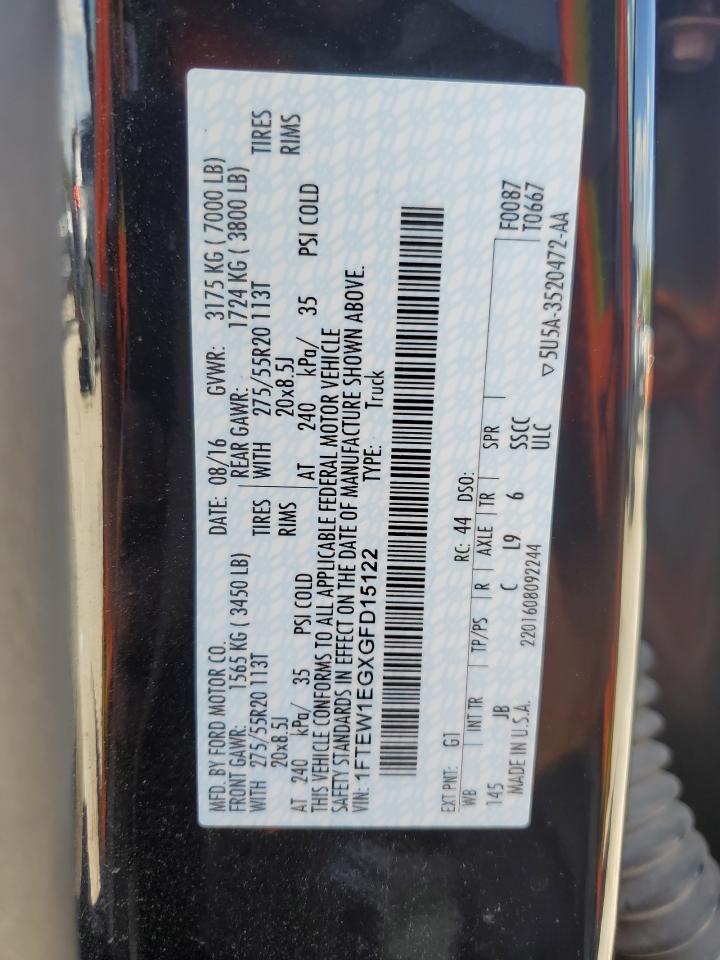 MFD. BY FORD MOTOR CO. DATE: 08/16 GVWR: 3175 KG ( 7000 LB)
FRONT GAWR: 1565 KG ( 3450 LB) REAR GAWR: 1724 KG ( 3800 LB)
WITH 275/55R20 113T TIRES WITH 275/55R20 113T TIRES
20x8.5J RIMS 20x8.5J RIMS
AT 240 kPa/ 35 PSI COLD AT 240 kPa/ 35 PSI COLD
THIS VEHICLE CONFORMS TO ALL APPLICABLE FEDERAL MOTOR VEHICLE
SAFETY STANDARDS IN EFFECT ON THE DATE OF MANUFACTURE SHOWN ABOVE.
VIN: 1FTEW1EGXGFD15122 TYPE: Truck
EXT PNT: G1 RC: 44 DSO: F0087
T0667
WB INT TR TP/PS R AXLE TR SPR
145 JB C L9 6 SSCC
MADE IN U.S.A. 2201608092244 ULC
▽5U5A-3520472-AA